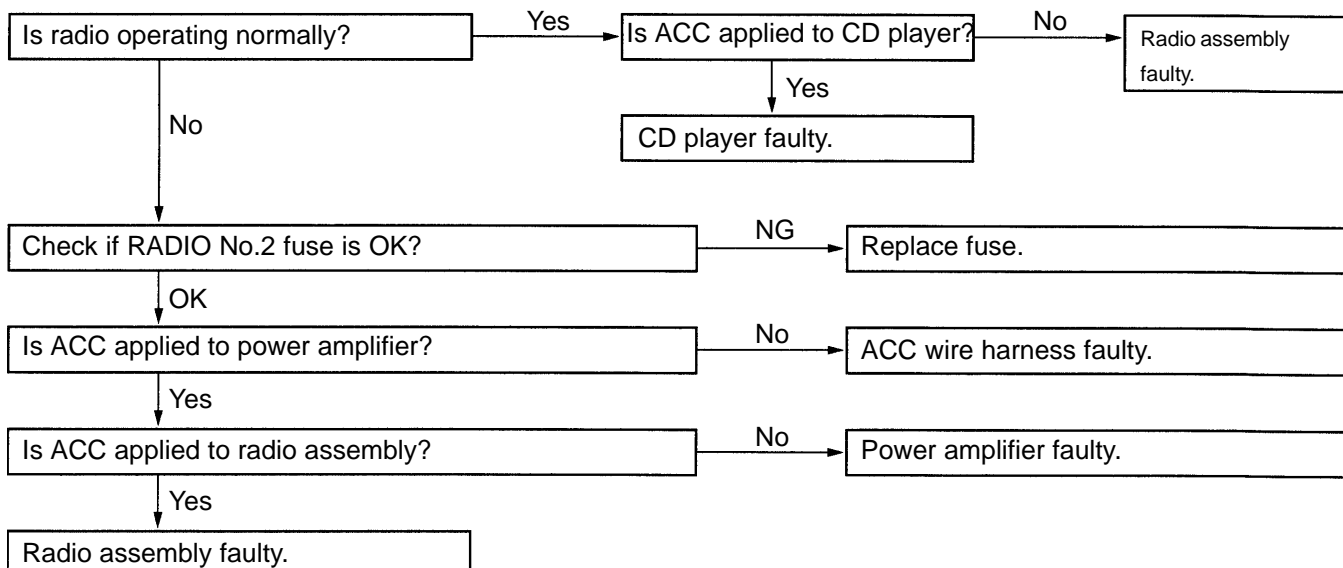 Is radio operating normally?
Yes
Is ACC applied to CD player?
No
Radio assembly
faulty.
Yes
No
CD player faulty.
Check if RADIO No.2 fuse is OK?
NG
Replace fuse.
OK
Is ACC applied to power amplifier?
No
ACC wire harness faulty.
Yes
Is ACC applied to radio assembly?
No
Power amplifier faulty.
Yes
Radio assembly faulty.